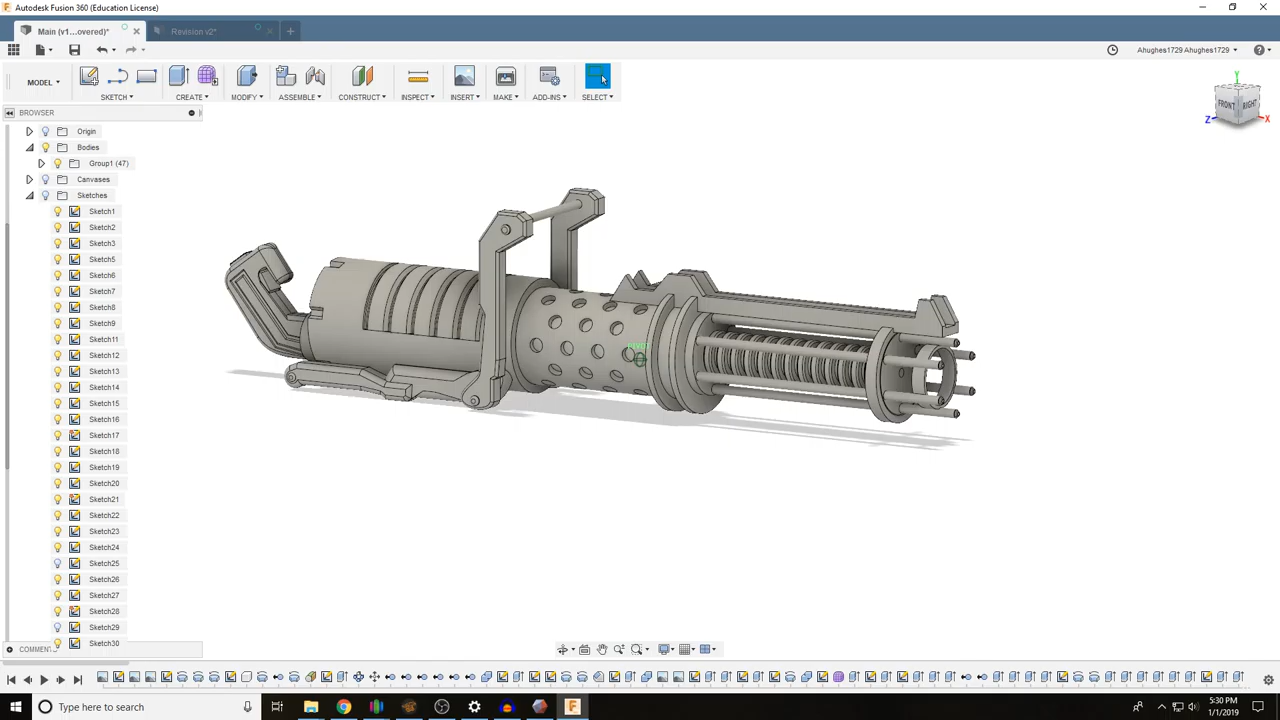 Autodesk Fusion 360 (Education License)
Main (v1...overed)*
Revision v2*
Ahughes1729 Ahughes1729
MODEL
SKETCH
CREATE
MODIFY
ASSEMBLE
CONSTRUCT
INSPECT
INSERT
MAKE
ADD-INS
SELECT
BROWSER
Origin
Bodies
Group1 (47)
Canvases
Sketches
Sketch1
Sketch2
Sketch3
Sketch5
Sketch6
Sketch7
Sketch8
Sketch9
Sketch11
Sketch12
Sketch13
Sketch14
Sketch15
Sketch16
Sketch17
Sketch18
Sketch19
Sketch20
Sketch21
Sketch22
Sketch23
Sketch24
Sketch25
Sketch26
Sketch27
Sketch28
Sketch29
Sketch30
COMMENT
Y
FRONT RIGHT
Z X
PIVOT
Type here to search
5:30 PM
1/1/2019